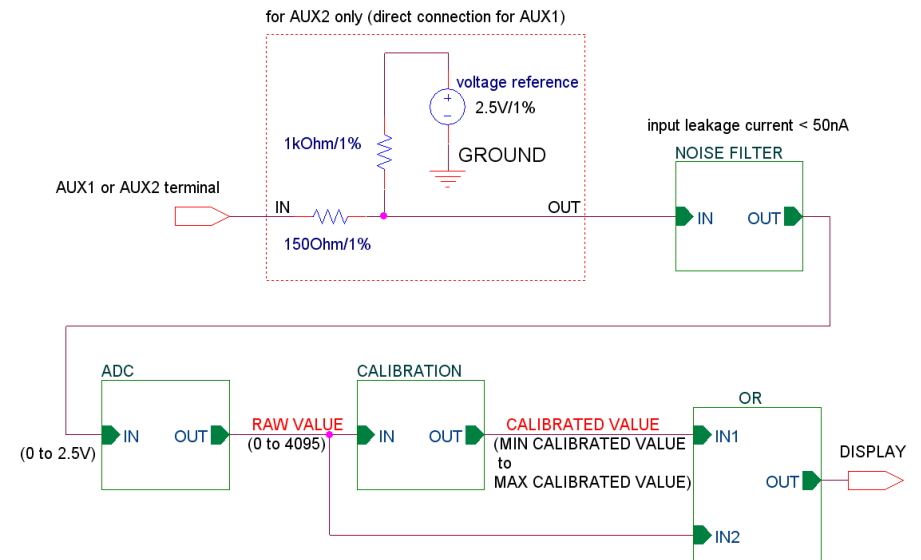 for AUX2 only (direct connection for AUX1)
voltage reference
+
2.5V/1%
−
1kOhm/1%
GROUND
input leakage current < 50nA
NOISE FILTER
AUX1 or AUX2 terminal
IN
OUT
IN
OUT
150Ohm/1%
ADC
CALIBRATION
OR
RAW VALUE
CALIBRATED VALUE
IN
OUT
(0 to 4095)
IN
OUT
(MIN CALIBRATED VALUE
IN1
(0 to 2.5V)
to
DISPLAY
MAX CALIBRATED VALUE)
OUT
IN2